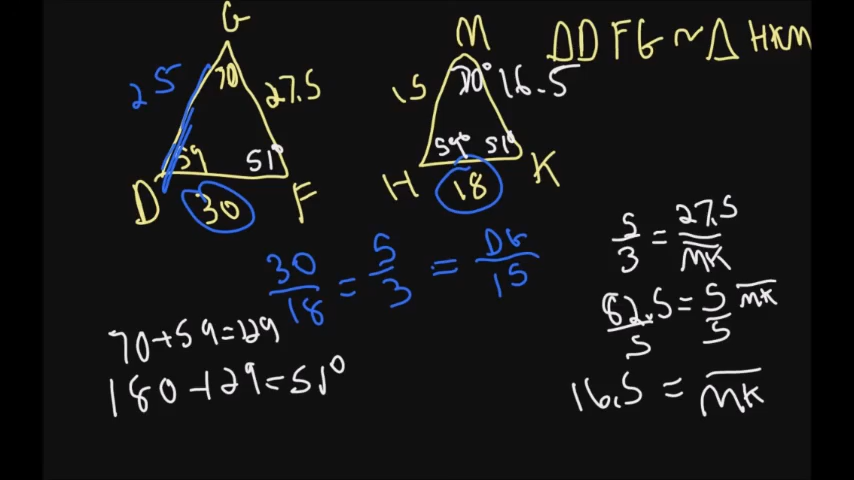 G
M
ΔDFG ~ Δ HKM
25
70
27.5
15
70°
16.5
59
51°
59°
51°
D
30
F
H
18
K
30/18 = 5/3 = DG/15
5/3 = 27.5/MK
82.5/5 = 5/5 MK
16.5 = MK
70+59=129
180-129=51°